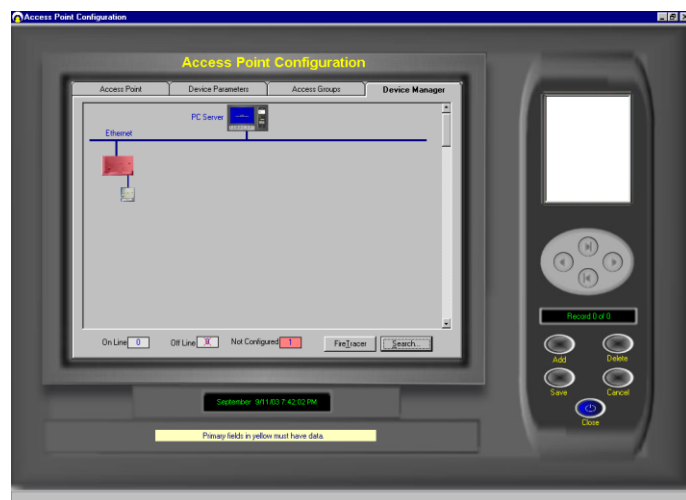 Access Point Configuration
Access Point Configuration
Access Point Device Parameters Access Groups Device Manager
PC Server
Ethernet
On Line 0 Off Line Not Configured 1 FireTracer Search...
Record 0 of 0
Add Delete
Save Cancel
Close
September 9/11/03 7:42:02 PM
Primary fields in yellow must have data.